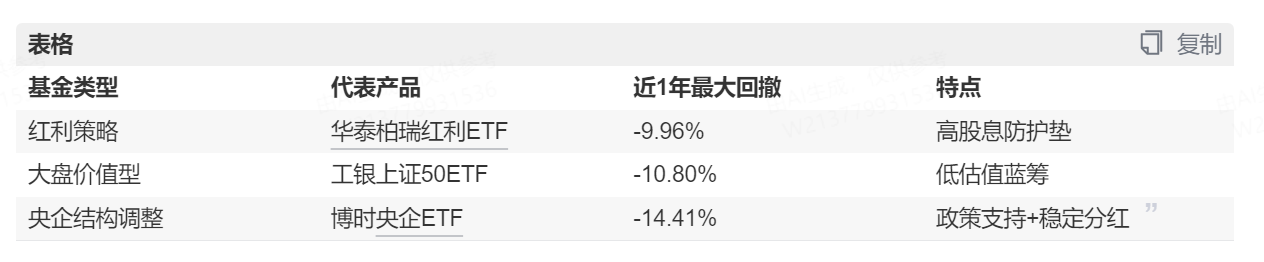 表格 复制
基金类型 代表产品 近1年最大回撤 特点
红利策略 华泰柏瑞红利ETF -9.96% 高股息防护垫
大盘价值型 工银上证50ETF -10.80% 低估值蓝筹
央企结构调整 博时央企ETF -14.41% 政策支持+稳定分红 ”